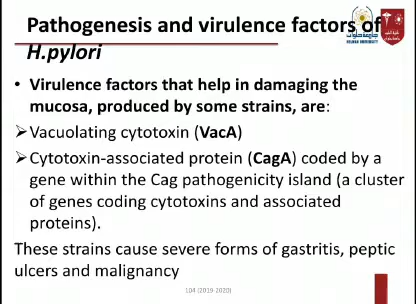 Pathogenesis and virulence factors of
H.pylori
• Virulence factors that help in damaging the
mucosa, produced by some strains, are:
➢Vacuolating cytotoxin (VacA)
➢Cytotoxin-associated protein (CagA) coded by a
gene within the Cag pathogenicity island (a cluster
of genes coding cytotoxins and associated
proteins).
These strains cause severe forms of gastritis, peptic
ulcers and malignancy
104 (2019-2020)